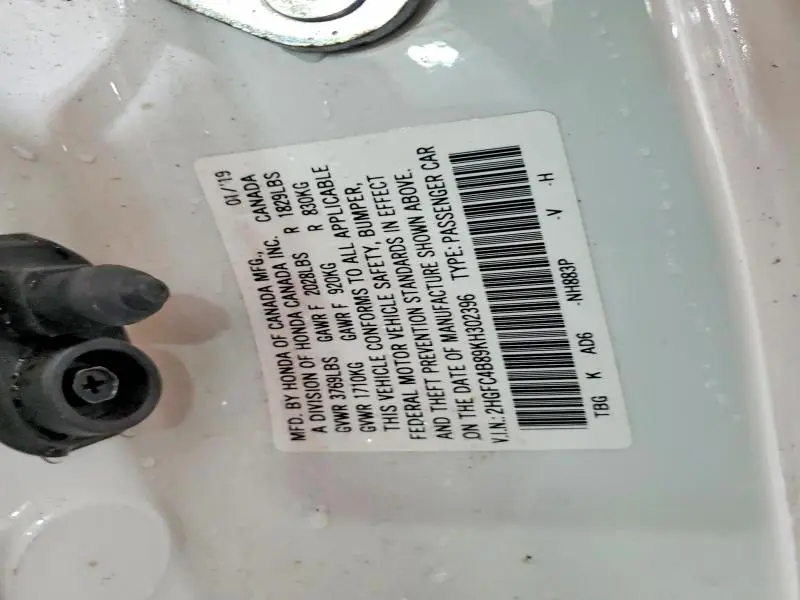 MFD. BY HONDA OF CANADA MFG., 01/'19
A DIVISION OF HONDA CANADA INC. CANADA
GVWR 3769LBS GAWR F 2028LBS R 1829LBS
GVWR 1710KG GAWR F 920KG R 830KG
THIS VEHICLE CONFORMS TO ALL APPLICABLE
FEDERAL MOTOR VEHICLE SAFETY, BUMPER,
AND THEFT PREVENTION STANDARDS IN EFFECT
ON THE DATE OF MANUFACTURE SHOWN ABOVE.
V.I.N.: 2HGFC4B89KH302396 TYPE: PASSENGER CAR
TBG K AD6 -NH883P -V -H